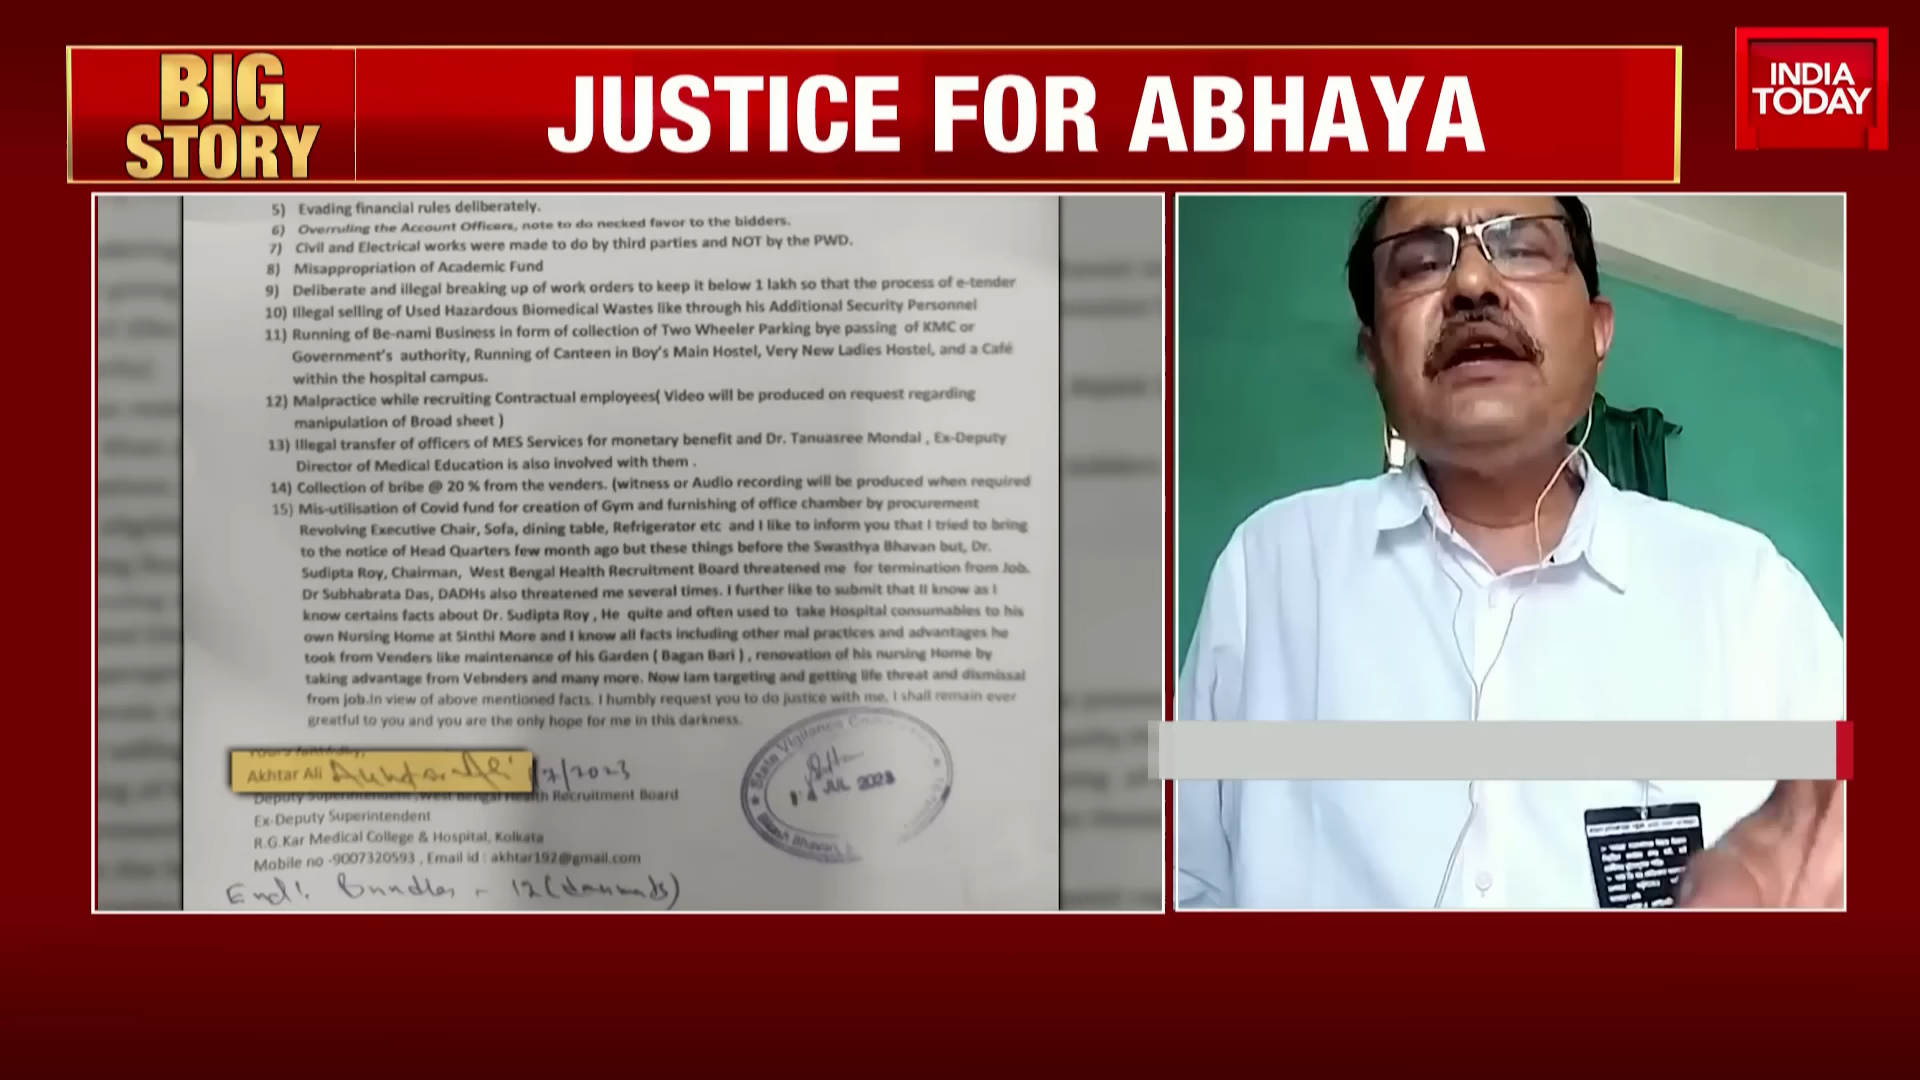 BIG
STORY
JUSTICE FOR ABHAYA
INDIA
TODAY
5) Evading financial rules deliberately.
6) Overruling the Account Officers, note to do necked favor to the bidders.
7) Civil and Electrical works were made to do by third parties and NOT by the PWD.
8) Misappropriation of Academic Fund
9) Deliberate and illegal breaking up of work orders to keep it below 1 lakh so that the process of e-tender
10) Illegal selling of Used Hazardous Biomedical Wastes like through his Additional Security Personnel
11) Running of Be-nami Business in form of collection of Two Wheeler Parking bye passing of KMC or
Government's authority, Running of Canteen in Boy's Main Hostel, Very New Ladies Hostel, and a Café
within the hospital campus.
12) Malpractice while recruiting Contractual employees( Video will be produced on request regarding
manipulation of Broad sheet )
13) Illegal transfer of officers of MES Services for monetary benefit and Dr. Tanuasree Mondal , Ex-Deputy
Director of Medical Education is also involved with them .
14) Collection of bribe @ 20 % from the venders. (witness or Audio recording will be produced when required
15) Mis-utilisation of Covid fund for creation of Gym and furnishing of office chamber by procurement
Revolving Executive Chair, Sofa, dining table, Refrigerator etc and I like to inform you that I tried to bring
to the notice of Head Quarters few month ago but these things before the Swasthya Bhavan but, Dr.
Sudipta Roy, Chairman, West Bengal Health Recruitment Board threatened me for termination from Job.
Dr Subhabrata Das, DADHs also threatened me several times. I further like to submit that II know as I
know certains facts about Dr. Sudipta Roy , He quite and often used to take Hospital consumables to his
own Nursing Home at Sinthi More and I know all facts including other mal practices and advantages he
took from Venders like maintenance of his Garden ( Bagan Bari ) , renovation of his nursing Home by
taking advantage from Vebnders and many more. Now Iam targeting and getting life threat and dismissal
from job.In view of above mentioned facts. I humbly request you to do justice with me, I shall remain ever
greatful to you and you are the only hope for me in this darkness.
Yours faithfully,
Akhtar Ali Akhtar Ali /7/2023
Deputy Superintendent ,West Bengal Health Recruitment Board
Ex-Deputy Superintendent
R.G.Kar Medical College & Hospital, Kolkata
Mobile no -9007320593 , Email id : akhtar192@gmail.com
Encl! Bundles - 12
State Vigilance
JUL 2023
Bikash Bhavan